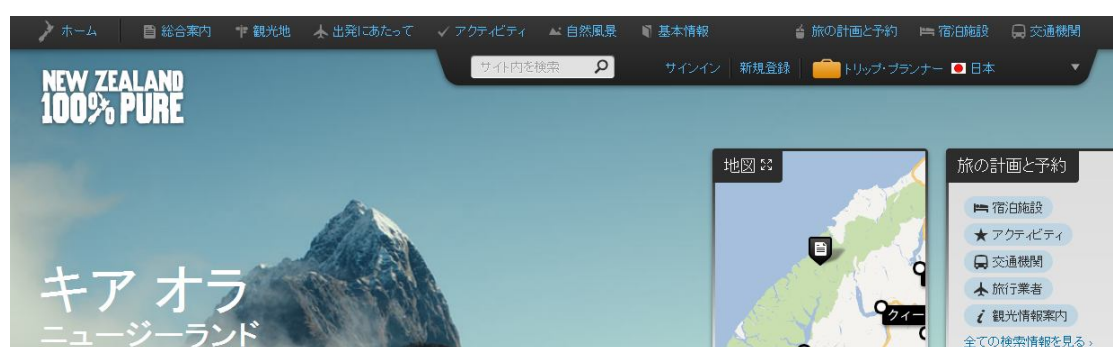 ホーム 総合案内 観光地 出発にあたって アクティビティ 自然風景 基本情報 旅の計画と予約 宿泊施設 交通機関
サイト内を検索 サインイン 新規登録 トリップ・プランナー 日本
NEW ZEALAND
100% PURE
地図
旅の計画と予約
宿泊施設
アクティビティ
交通機関
旅行業者
観光情報案内
全ての検索情報を見る
キア オラ
ニュージーランド
クィー